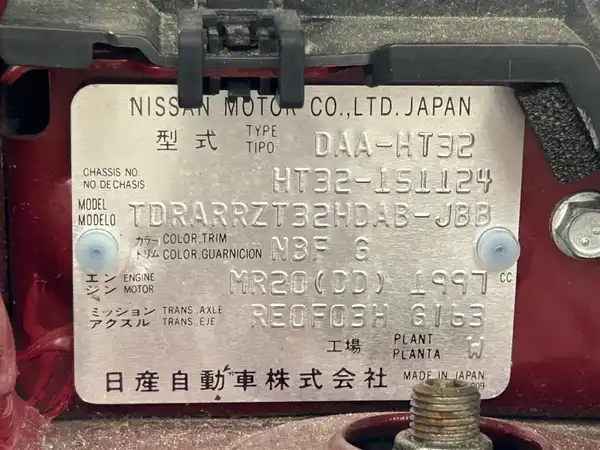 NISSAN MOTOR CO.,LTD. JAPAN
型式 TYPE TIPO DAA-HT32
CHASSIS NO. NO. DE CHASIS HT32-151124
MODEL MODELO TDRARRZT32HDAB-JBB
カラー COLOR,TRIM トリム COLOR,GUARNICION NBF G
エンジン ENGINE MOTOR MR20(DD) 1997 CC
ミッション アクスル TRANS.,AXLE TRANS.,EJE RE0F03H GI63
工場 PLANT PLANTA W
日産自動車株式会社 MADE IN JAPAN